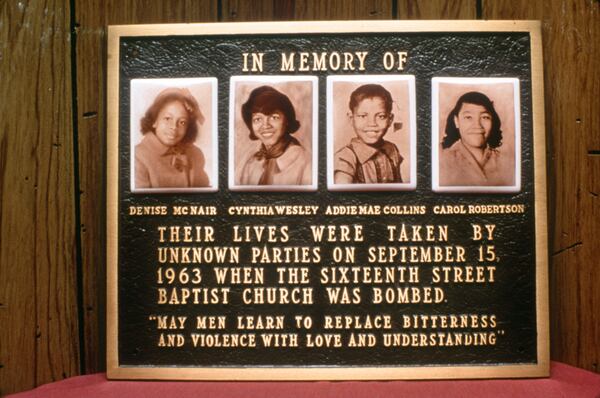 IN MEMORY OF
DENISE MCNAIR CYNTHIA WESLEY ADDIE MAE COLLINS CAROL ROBERTSON
THEIR LIVES WERE TAKEN BY
UNKNOWN PARTIES ON SEPTEMBER 15,
1963 WHEN THE SIXTEENTH STREET
BAPTIST CHURCH WAS BOMBED.
"MAY MEN LEARN TO REPLACE BITTERNESS
AND VIOLENCE WITH LOVE AND UNDERSTANDING"